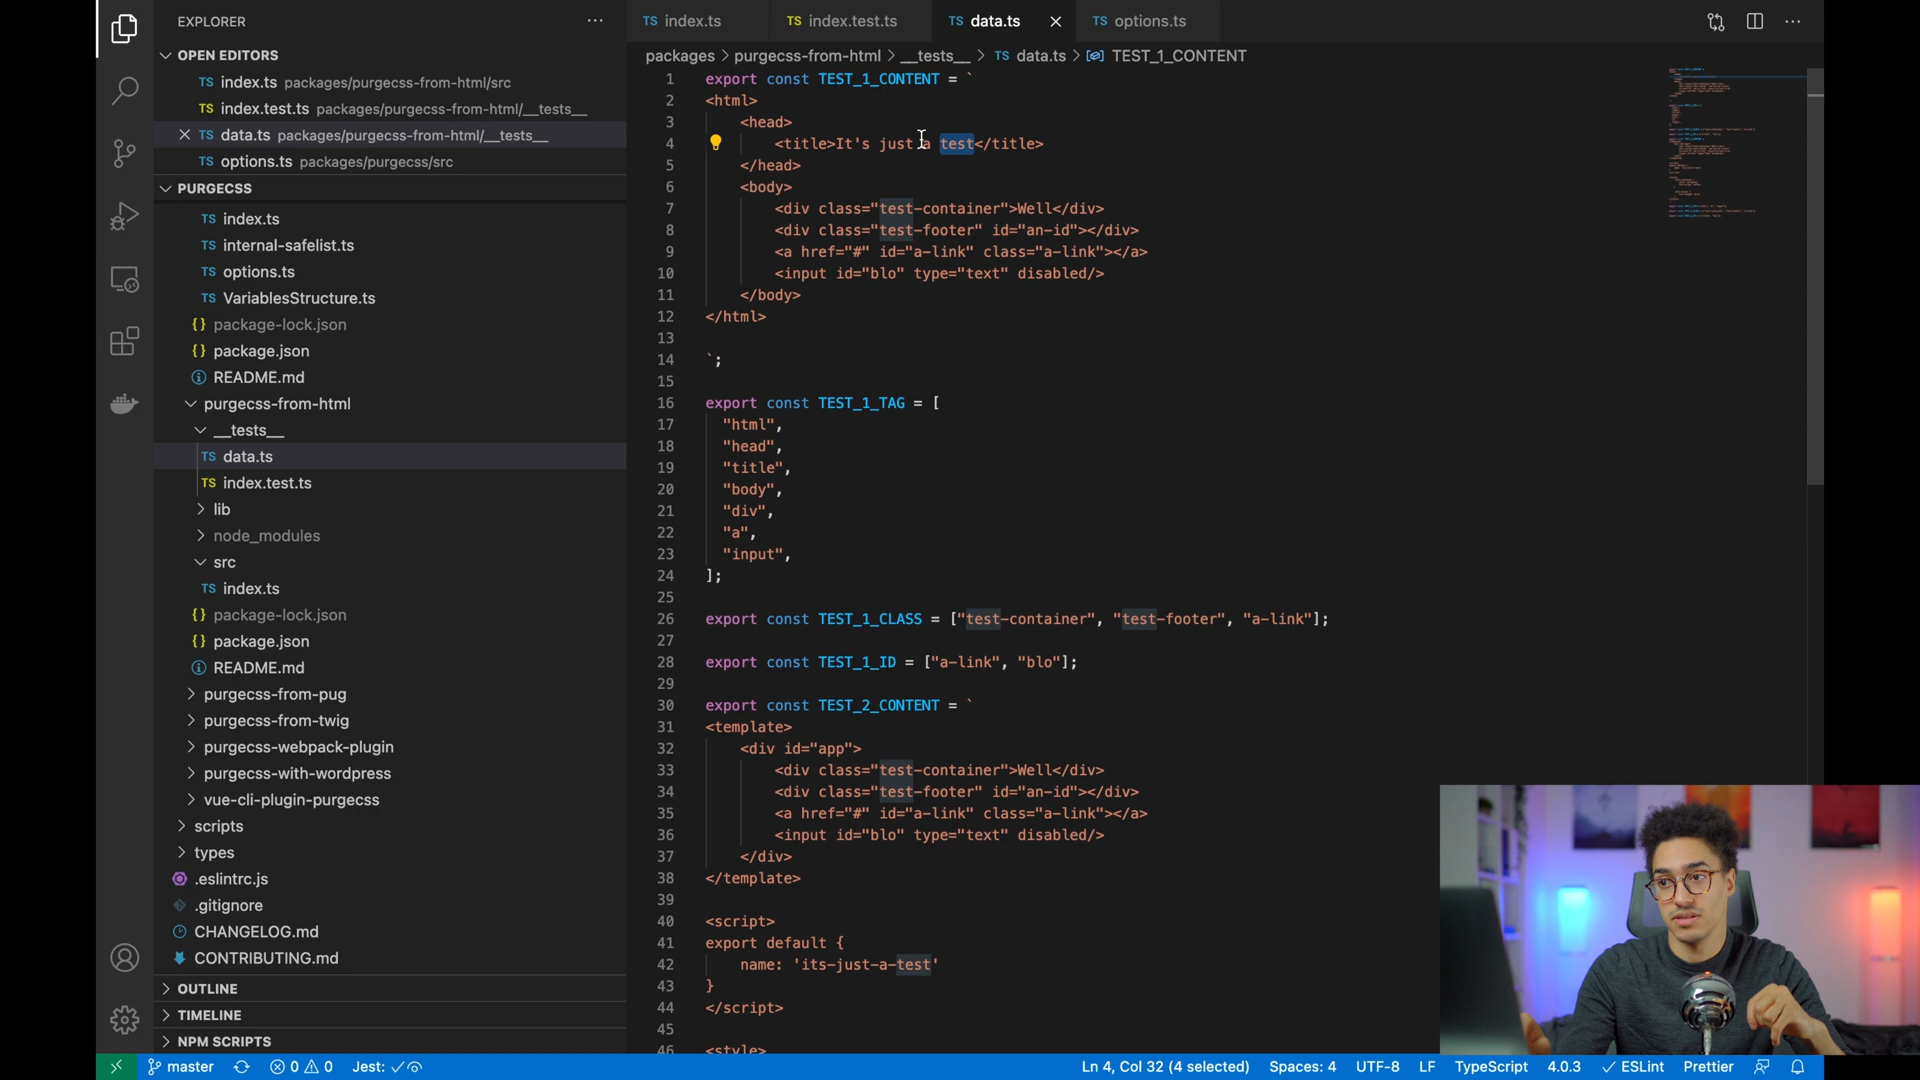 EXPLORER
OPEN EDITORS
TS index.ts packages/purgecss-from-html/src
TS index.test.ts packages/purgecss-from-html/__tests__
TS data.ts packages/purgecss-from-html/__tests__
TS options.ts packages/purgecss/src
PURGECSS
TS index.ts
TS internal-safelist.ts
TS options.ts
TS VariablesStructure.ts
{} package-lock.json
{} package.json
README.md
purgecss-from-html
__tests__
TS data.ts
TS index.test.ts
lib
node_modules
src
TS index.ts
{} package-lock.json
{} package.json
README.md
purgecss-from-pug
purgecss-from-twig
purgecss-webpack-plugin
purgecss-with-wordpress
vue-cli-plugin-purgecss
scripts
types
.eslintrc.js
.gitignore
CHANGELOG.md
CONTRIBUTING.md
OUTLINE
TIMELINE
NPM SCRIPTS
TS index.ts TS index.test.ts TS data.ts TS options.ts
packages > purgecss-from-html > __tests__ > TS data.ts > TEST_1_CONTENT
1 export const TEST_1_CONTENT = `
2 <html>
3 <head>
4 <title>It's just a test</title>
5 </head>
6 <body>
7 <div class="test-container">Well</div>
8 <div class="test-footer" id="an-id"></div>
9 <a href="#" id="a-link" class="a-link"></a>
10 <input id="blo" type="text" disabled/>
11 </body>
12 </html>
13
14 `;
15
16 export const TEST_1_TAG = [
17 "html",
18 "head",
19 "title",
20 "body",
21 "div",
22 "a",
23 "input",
24 ];
25
26 export const TEST_1_CLASS = ["test-container", "test-footer", "a-link"];
27
28 export const TEST_1_ID = ["a-link", "blo"];
29
30 export const TEST_2_CONTENT = `
31 <template>
32 <div id="app">
33 <div class="test-container">Well</div>
34 <div class="test-footer" id="an-id"></div>
35 <a href="#" id="a-link" class="a-link"></a>
36 <input id="blo" type="text" disabled/>
37 </div>
38 </template>
39
40 <script>
41 export default {
42 name: 'its-just-a-test'
43 }
44 </script>
45
46 <style>
master 0 0 Jest: Ln 4, Col 32 (4 selected) Spaces: 4 UTF-8 LF TypeScript 4.0.3 ESLint Prettier